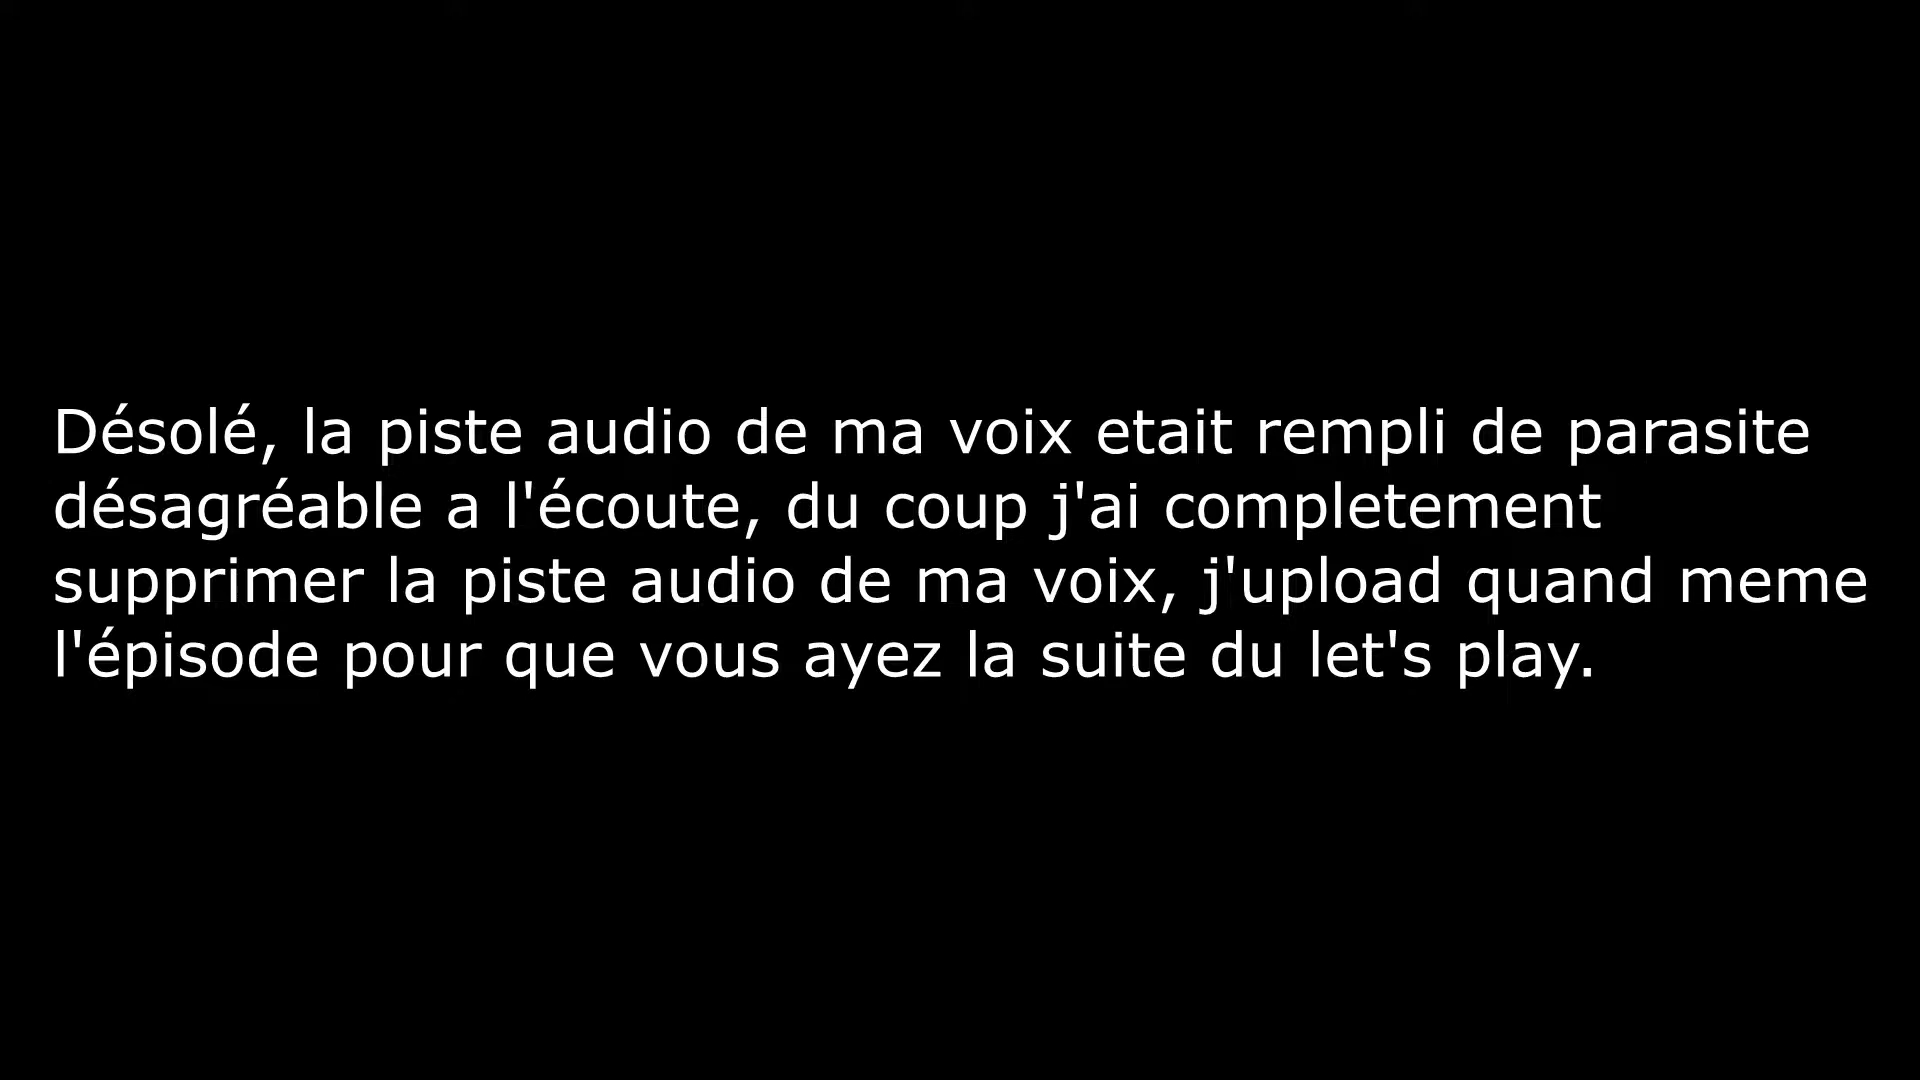 Désolé, la piste audio de ma voix etait rempli de parasite
désagréable a l'écoute, du coup j'ai completement
supprimer la piste audio de ma voix, j'upload quand meme
l'épisode pour que vous ayez la suite du let's play.